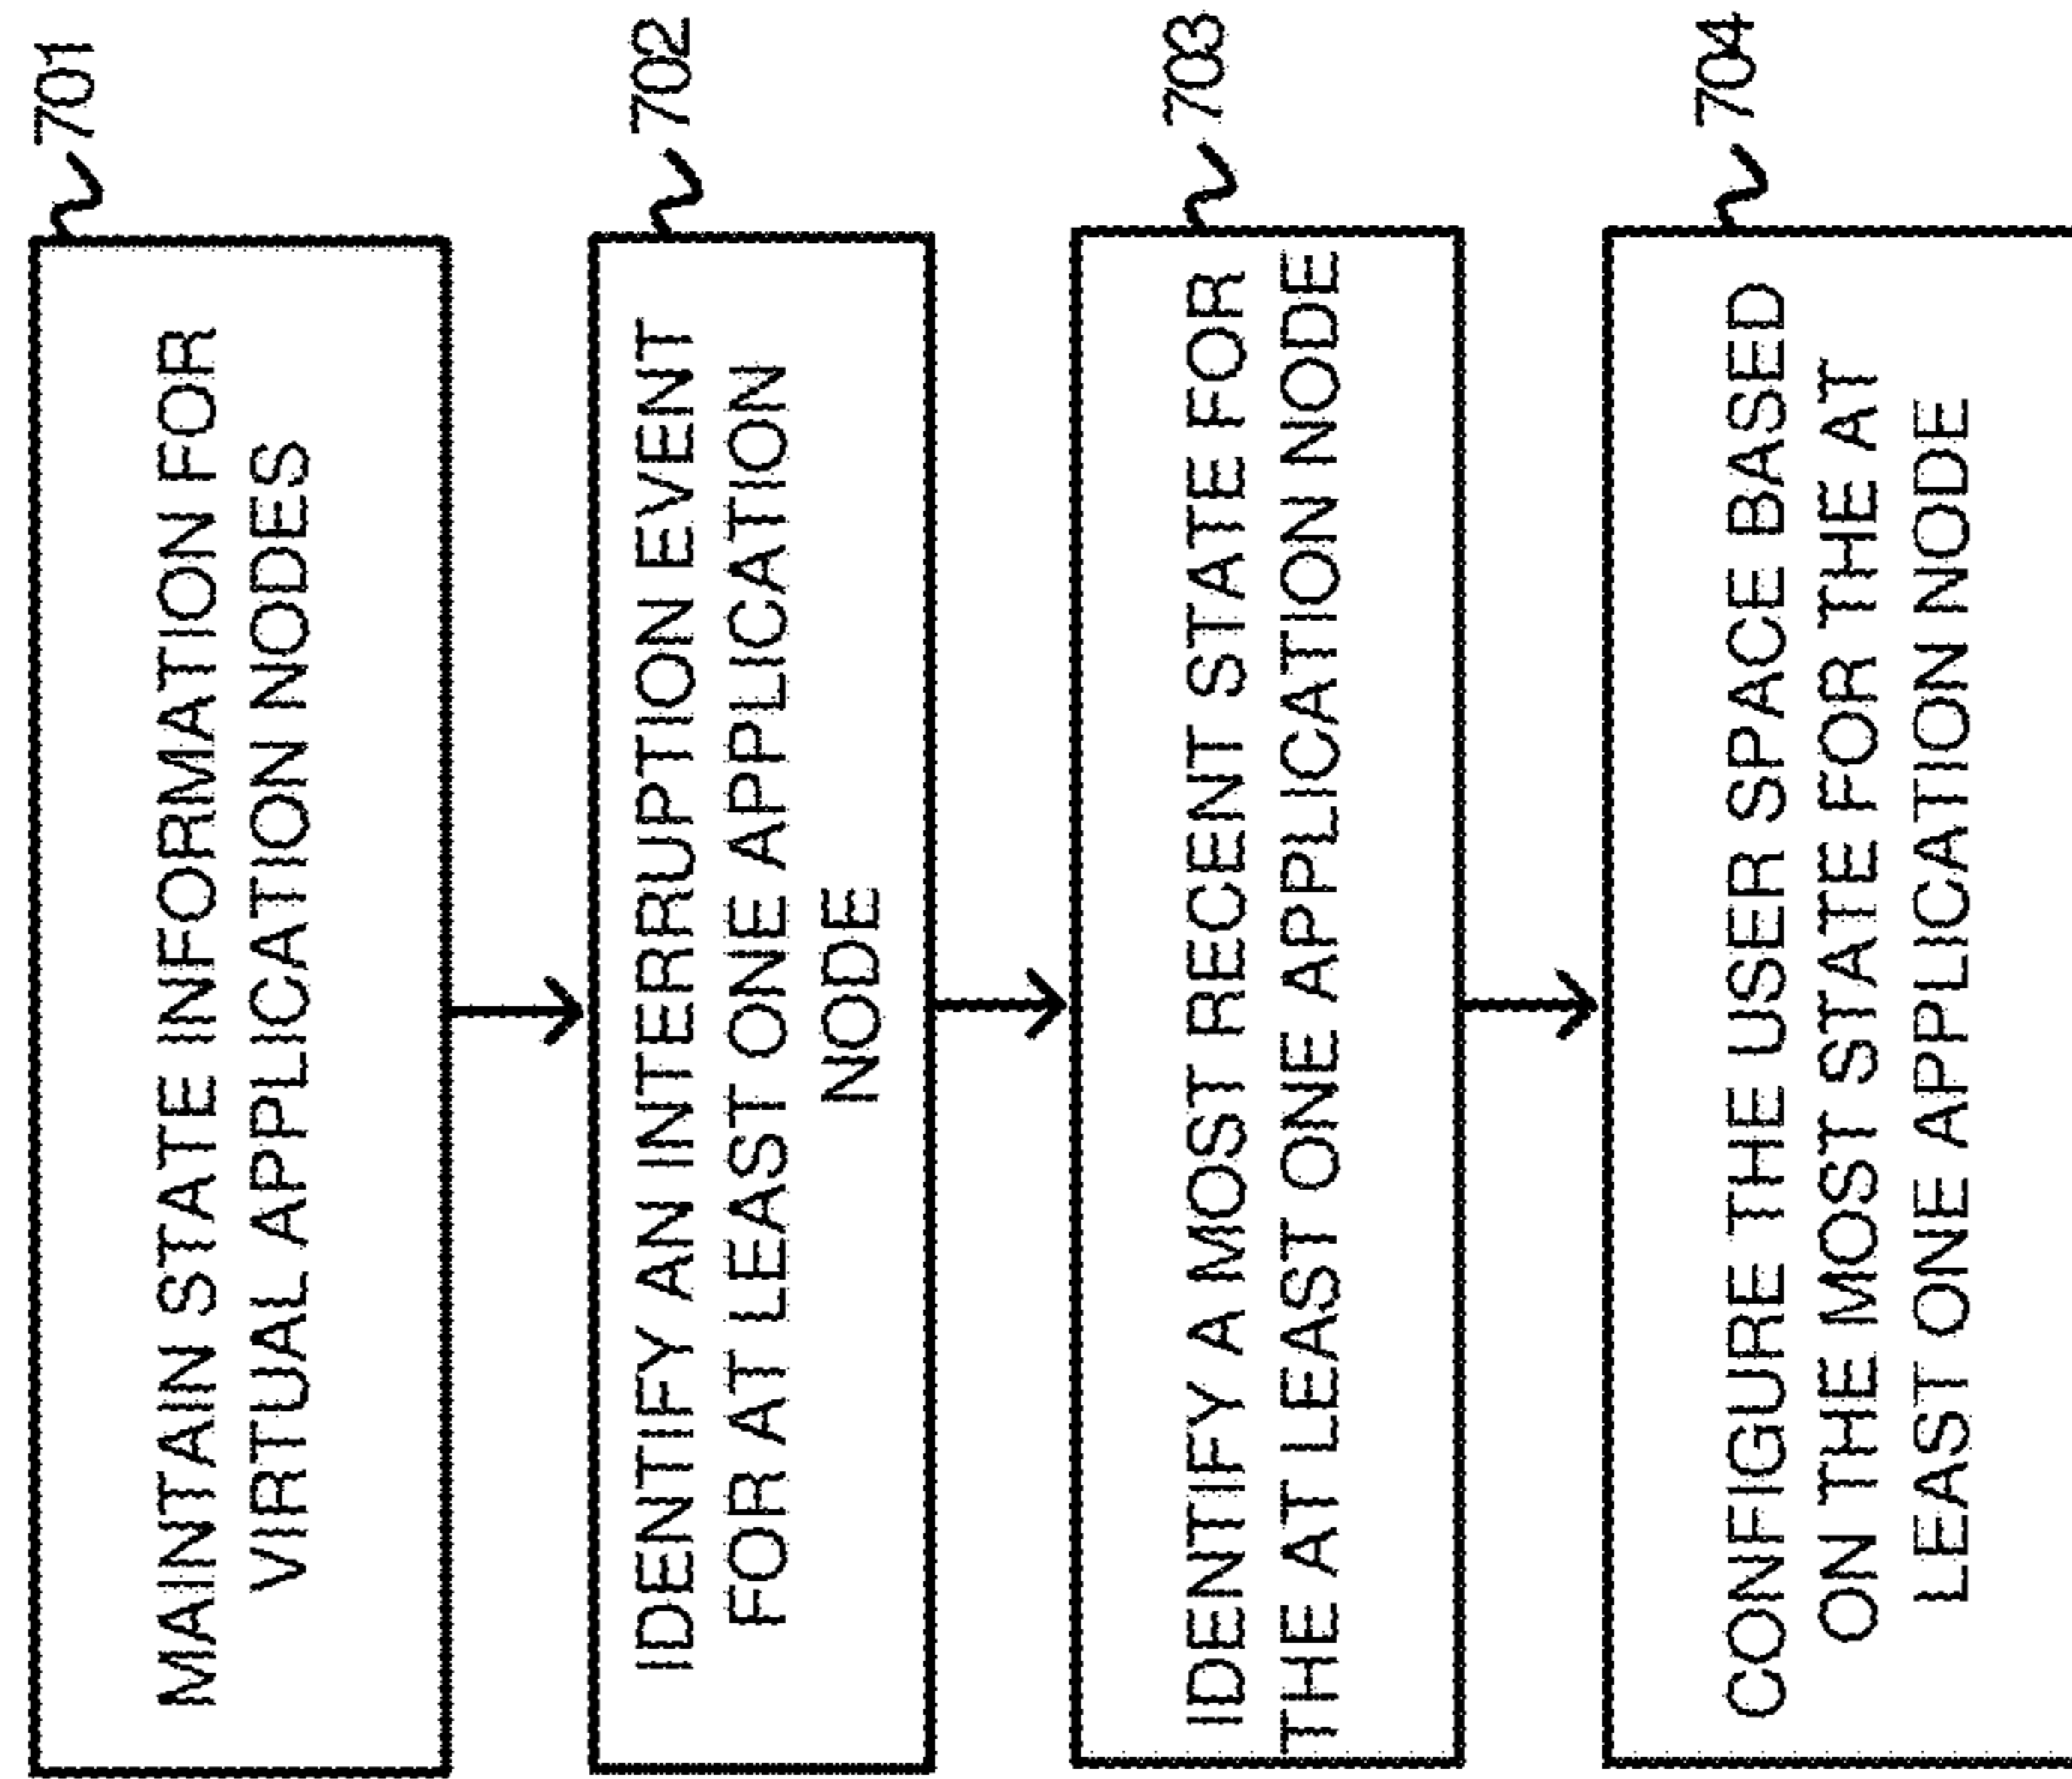 MAINTAIN STATE INFORMATION FOR
VIRTUAL APPLICATION NODES
701
IDENTIFY AN INTERRUPTION EVENT
FOR AT LEAST ONE APPLICATION
NODE
702
IDENTIFY A MOST RECENT STATE FOR
THE AT LEAST ONE APPLICATION NODE
703
CONFIGURE THE USER SPACE BASED
ON THE MOST STATE FOR THE AT
LEAST ONE APPLICATION NODE
704